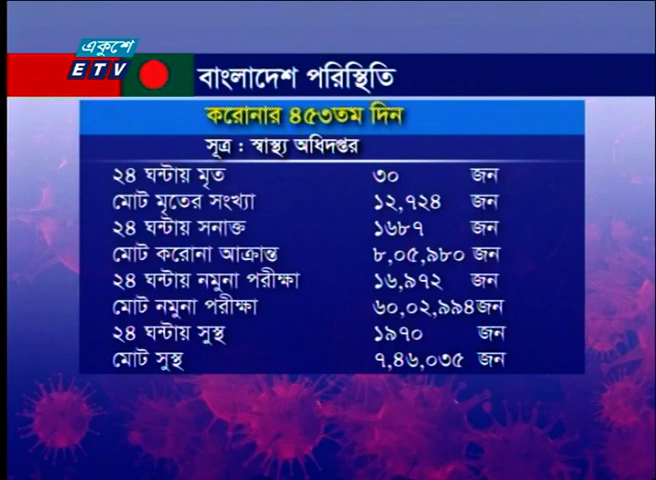 একুশে
ETV
বাংলাদেশ পরিস্থিতি
করোনার ৪৫৩তম দিন
সূত্র : স্বাস্থ্য অধিদপ্তর
২৪ ঘন্টায় মৃত ৩০ জন
মোট মৃতের সংখ্যা ১২,৭২৪ জন
২৪ ঘন্টায় সনাক্ত ১৬৮৭ জন
মোট করোনা আক্রান্ত ৮,০৫,৯৮০ জন
২৪ ঘন্টায় নমুনা পরীক্ষা ১৬,৯৭২ জন
মোট নমুনা পরীক্ষা ৬০,০২,৯৯৪জন
২৪ ঘন্টায় সুস্থ ১৯৭০ জন
মোট সুস্থ ৭,৪৬,০৩৫ জন